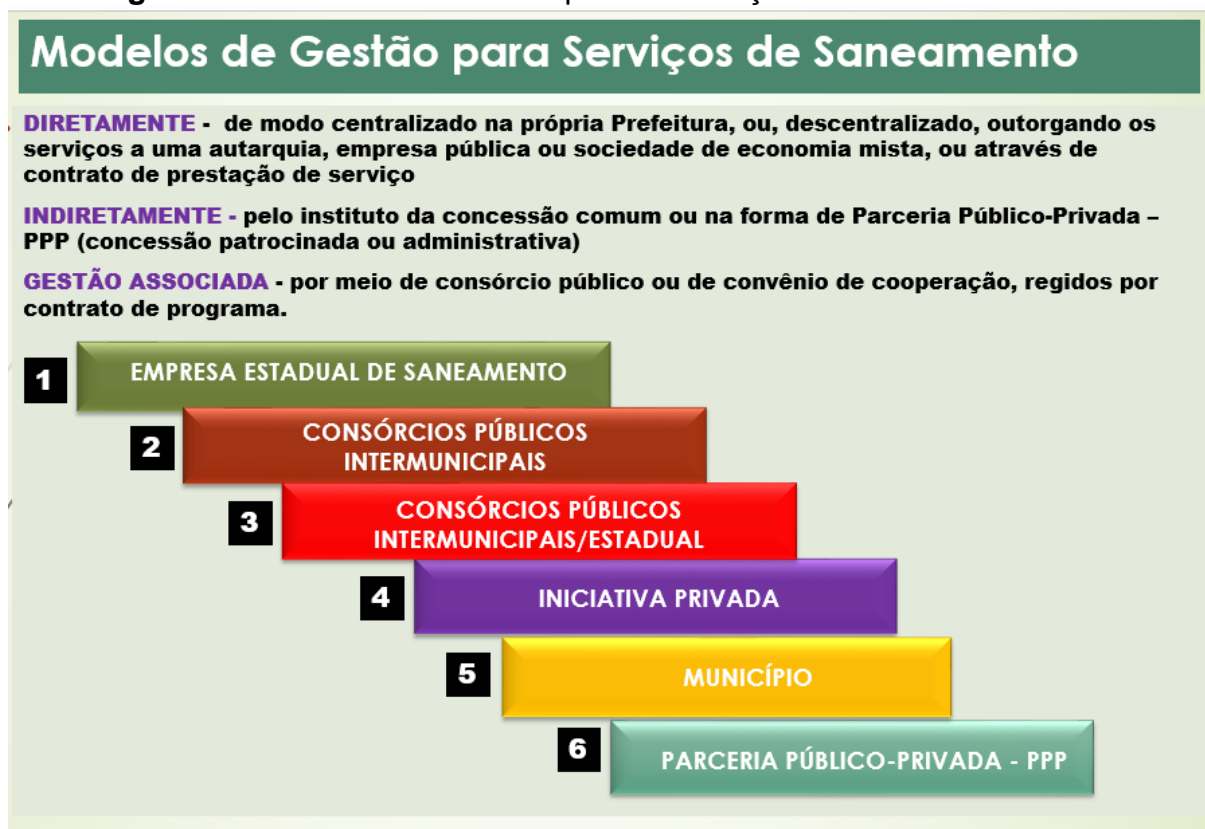 Modelos de Gestão para Serviços de Saneamento
DIRETAMENTE - de modo centralizado na própria Prefeitura, ou, descentralizado, outorgando os
serviços a uma autarquia, empresa pública ou sociedade de economia mista, ou através de
contrato de prestação de serviço
INDIRETAMENTE - pelo instituto da concessão comum ou na forma de Parceria Público-Privada –
PPP (concessão patrocinada ou administrativa)
GESTÃO ASSOCIADA - por meio de consórcio público ou de convênio de cooperação, regidos por
contrato de programa.
1 EMPRESA ESTADUAL DE SANEAMENTO
2 CONSÓRCIOS PÚBLICOS
INTERMUNICIPAIS
3 CONSÓRCIOS PÚBLICOS
INTERMUNICIPAIS/ESTADUAL
4 INICIATIVA PRIVADA
5 MUNICÍPIO
6 PARCERIA PÚBLICO-PRIVADA - PPP